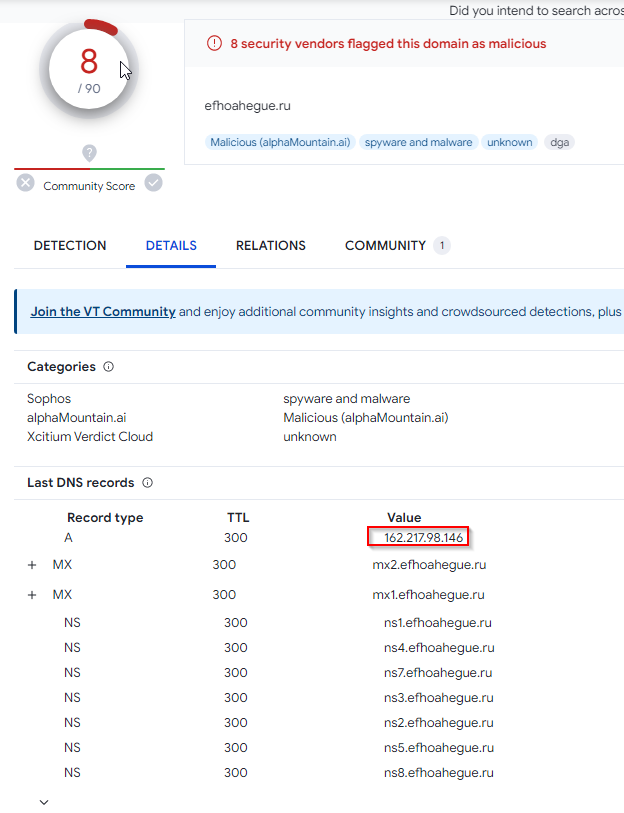 Did you intend to search acros
8
/ 90
8 security vendors flagged this domain as malicious
efhoahegue.ru
Malicious (alphaMountain.ai) spyware and malware unknown dga
?
Community Score
DETECTION DETAILS RELATIONS COMMUNITY 1
Join the VT Community and enjoy additional community insights and crowdsourced detections, plus
Categories
Sophos spyware and malware
alphaMountain.ai Malicious (alphaMountain.ai)
Xcitium Verdict Cloud unknown
Last DNS records
Record type TTL Value
A 300 162.217.98.146
+ MX 300 mx2.efhoahegue.ru
+ MX 300 mx1.efhoahegue.ru
NS 300 ns1.efhoahegue.ru
NS 300 ns4.efhoahegue.ru
NS 300 ns7.efhoahegue.ru
NS 300 ns3.efhoahegue.ru
NS 300 ns2.efhoahegue.ru
NS 300 ns5.efhoahegue.ru
NS 300 ns8.efhoahegue.ru